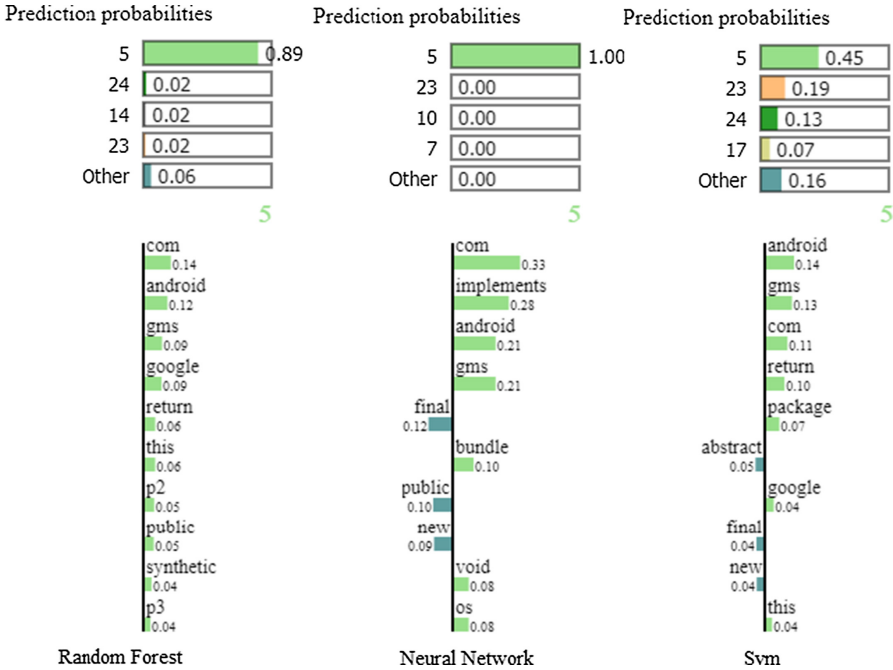 Prediction probabilities
5 0.89
24 0.02
14 0.02
23 0.02
Other 0.06
5
com
0.14
android
0.12
gms
0.09
google
0.09
return
0.06
this
0.06
p2
0.05
public
0.05
synthetic
0.04
p3
0.04
Random Forest
Prediction probabilities
5 1.00
23 0.00
10 0.00
7 0.00
Other 0.00
5
com
0.33
implements
0.28
android
0.21
gms
0.21
final
0.12
bundle
0.10
public
0.10
new
0.09
void
0.08
os
0.08
Neural Network
Prediction probabilities
5 0.45
23 0.19
24 0.13
17 0.07
Other 0.16
5
android
0.14
gms
0.13
com
0.11
return
0.10
package
0.07
abstract
0.05
google
0.04
final
0.04
new
0.04
this
0.04
Svm